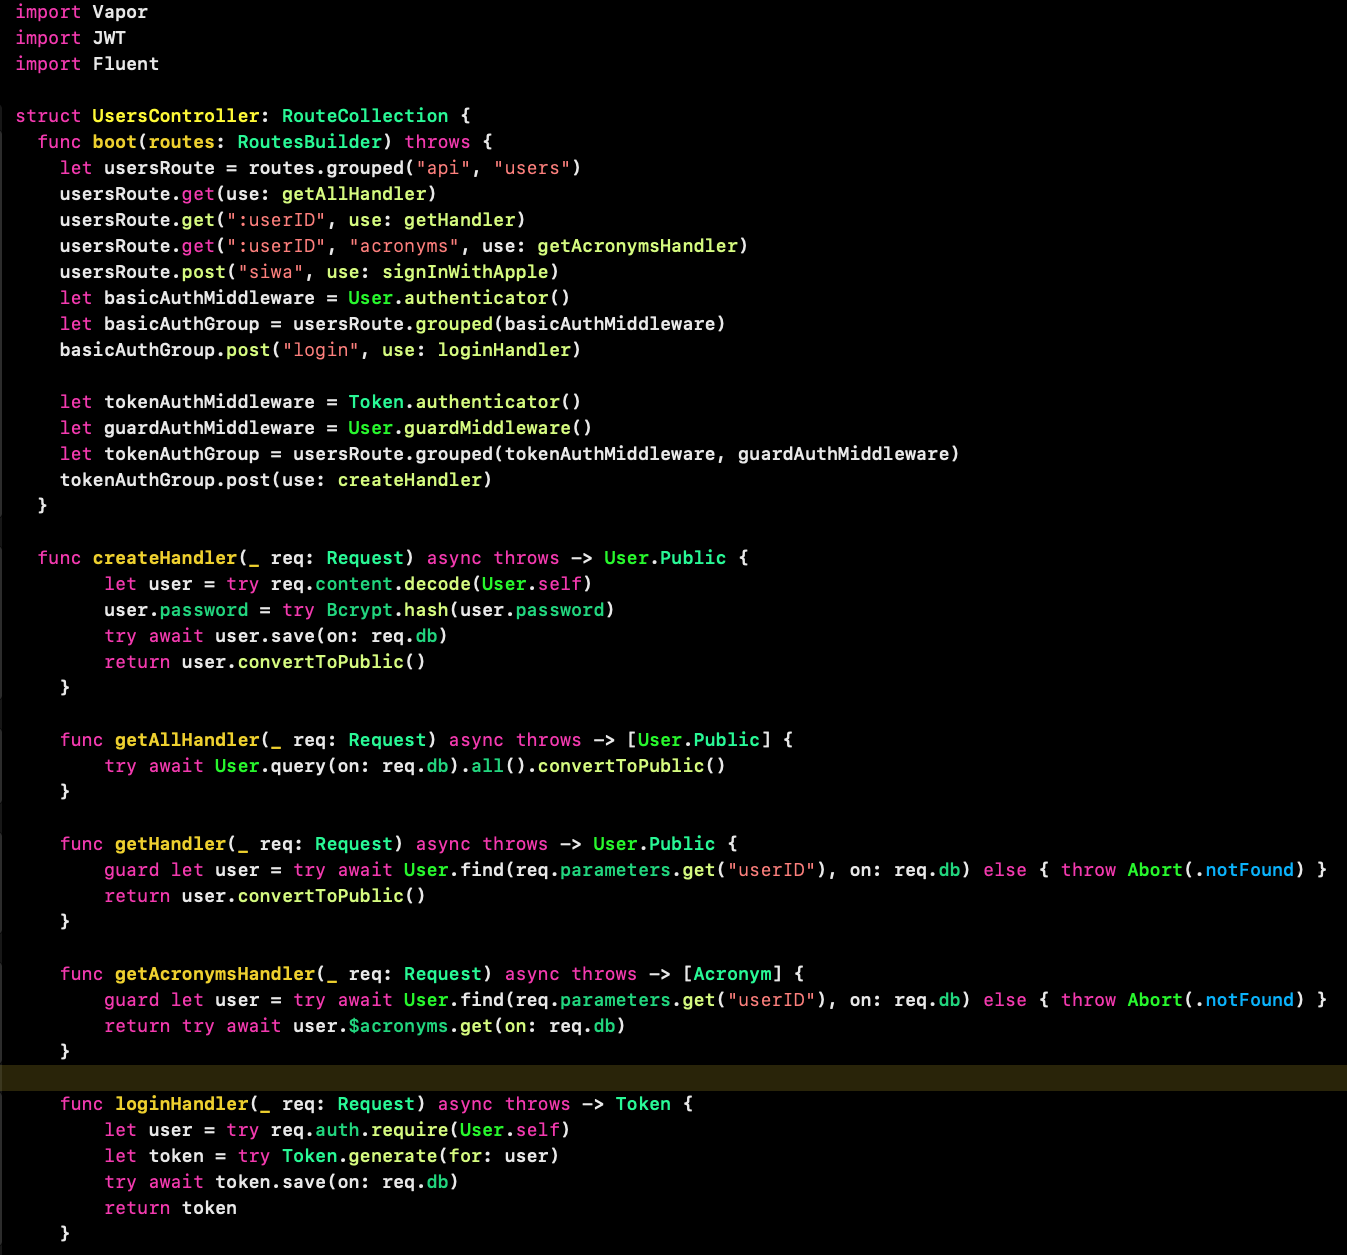 import Vapor
import JWT
import Fluent
struct UsersController: RouteCollection {
func boot(routes: RoutesBuilder) throws {
let usersRoute = routes.grouped("api", "users")
usersRoute.get(use: getAllHandler)
usersRoute.get(":userID", use: getHandler)
usersRoute.get(":userID", "acronyms", use: getAcronymsHandler)
usersRoute.post("siwa", use: signInWithApple)
let basicAuthMiddleware = User.authenticator()
let basicAuthGroup = usersRoute.grouped(basicAuthMiddleware)
basicAuthGroup.post("login", use: loginHandler)
let tokenAuthMiddleware = Token.authenticator()
let guardAuthMiddleware = User.guardMiddleware()
let tokenAuthGroup = usersRoute.grouped(tokenAuthMiddleware, guardAuthMiddleware)
tokenAuthGroup.post(use: createHandler)
}
func createHandler(_ req: Request) async throws -> User.Public {
let user = try req.content.decode(User.self)
user.password = try Bcrypt.hash(user.password)
try await user.save(on: req.db)
return user.convertToPublic()
}
func getAllHandler(_ req: Request) async throws -> [User.Public] {
try await User.query(on: req.db).all().convertToPublic()
}
func getHandler(_ req: Request) async throws -> User.Public {
guard let user = try await User.find(req.parameters.get("userID"), on: req.db) else { throw Abort(.notFound) }
return user.convertToPublic()
}
func getAcronymsHandler(_ req: Request) async throws -> [Acronym] {
guard let user = try await User.find(req.parameters.get("userID"), on: req.db) else { throw Abort(.notFound) }
return try await user.$acronyms.get(on: req.db)
}
func loginHandler(_ req: Request) async throws -> Token {
let user = try req.auth.require(User.self)
let token = try Token.generate(for: user)
try await token.save(on: req.db)
return token
}